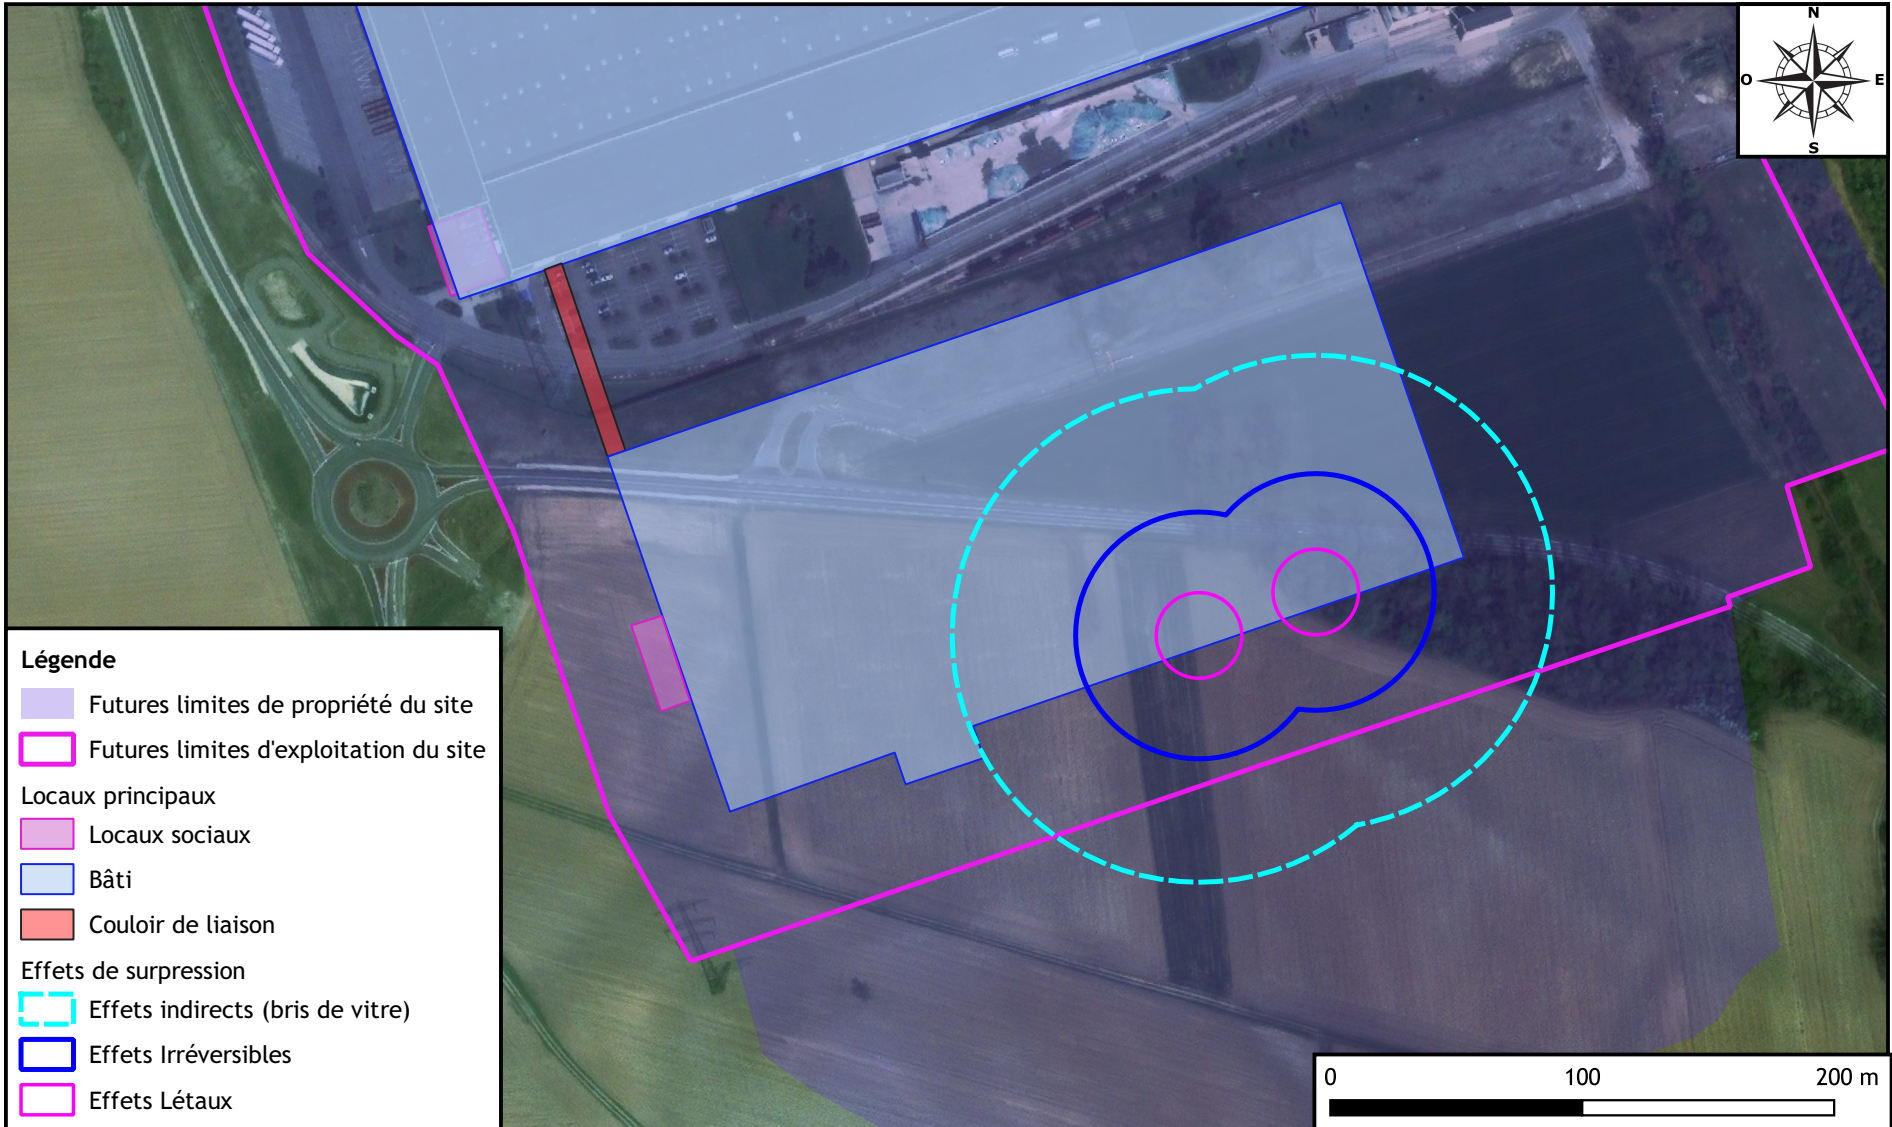 N
O E
S
Légende
Futures limites de propriété du site
Futures limites d'exploitation du site
Locaux principaux
Locaux sociaux
Bâti
Couloir de liaison
Effets de surpression
Effets indirects (bris de vitre)
Effets Irréversibles
Effets Létaux
0 100 200 m